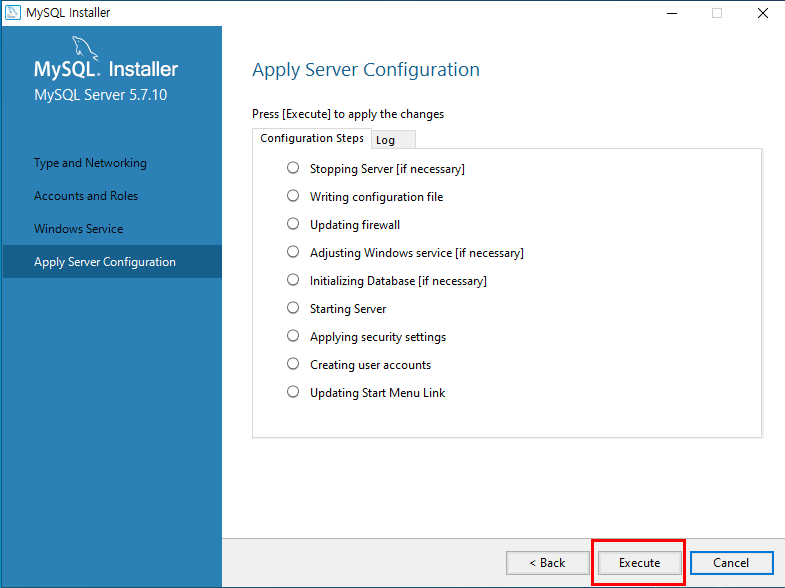 MySQL Installer
MySQL. Installer
MySQL Server 5.7.10
Type and Networking
Accounts and Roles
Windows Service
Apply Server Configuration
Apply Server Configuration
Press [Execute] to apply the changes
Configuration Steps
Log
Stopping Server [if necessary]
Writing configuration file
Updating firewall
Adjusting Windows service [if necessary]
Initializing Database [if necessary]
Starting Server
Applying security settings
Creating user accounts
Updating Start Menu Link
< Back
Execute
Cancel